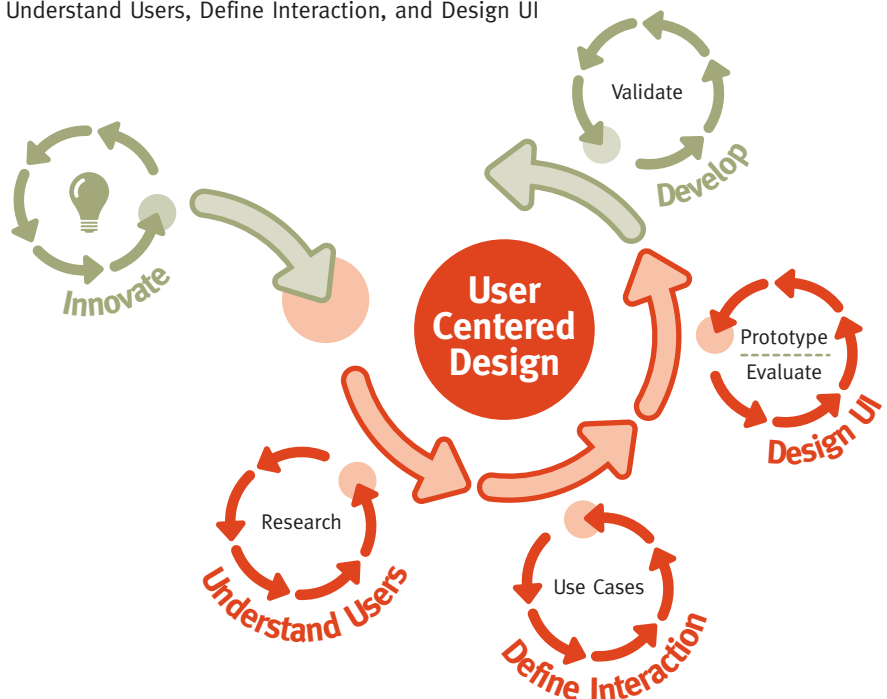 Understand Users, Define Interaction, and Design UI
Validate
Develop
Innovate
User
Centered
Design
Prototype
Evaluate
Design UI
Research
Understand Users
Use Cases
Define Interaction